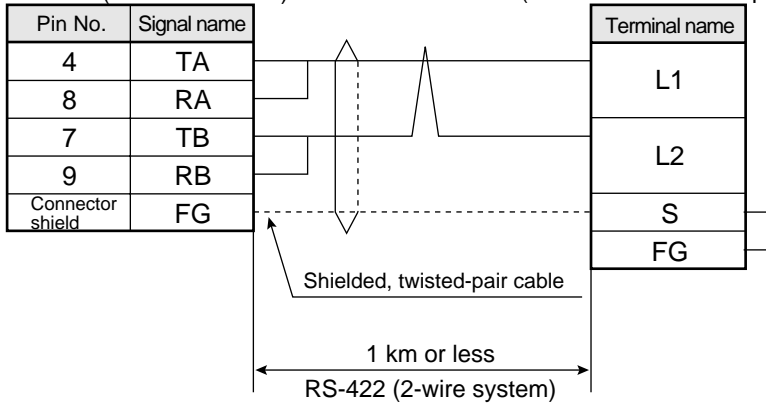 Pin No. Signal name
4 TA
8 RA
7 TB
9 RB
Connector shield FG
Terminal name
L1
L2
S
FG
Shielded, twisted-pair cable
1 km or less
RS-422 (2-wire system)